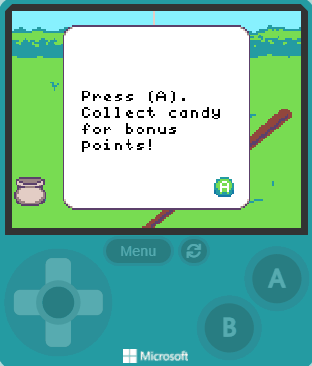 Press (A).
Collect candy
for bonus
points!
A
Menu
A
B
Microsoft